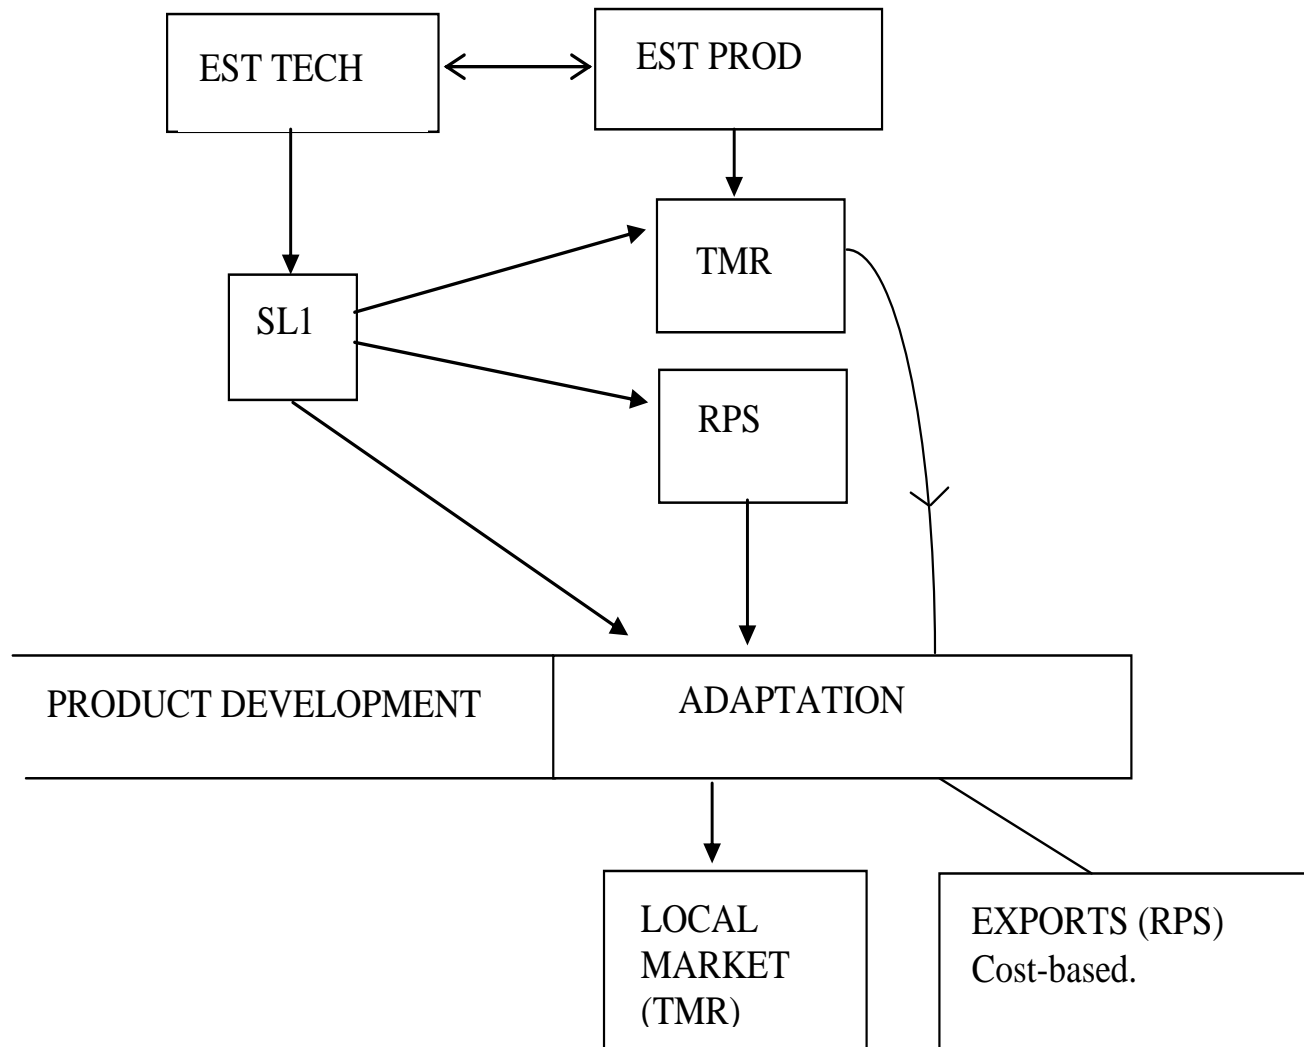 EST TECH
EST PROD
TMR
SL1
RPS
PRODUCT DEVELOPMENT
ADAPTATION
LOCAL
MARKET
(TMR)
EXPORTS (RPS)
Cost-based.